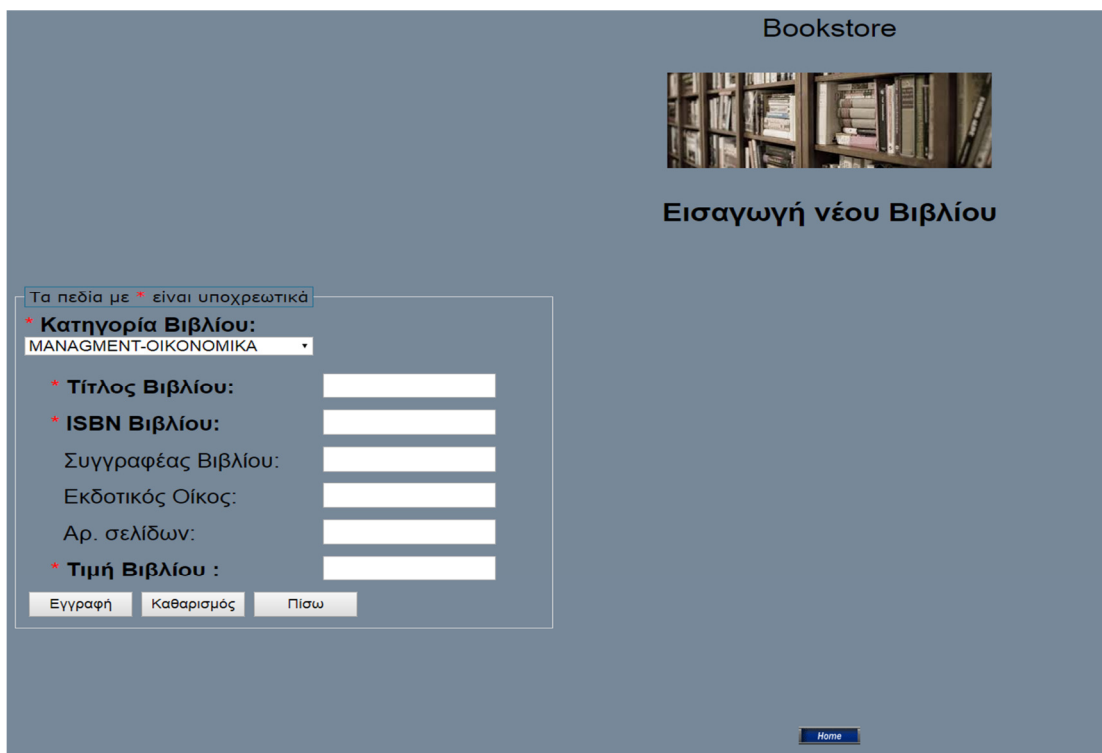 Bookstore
Εισαγωγή νέου Βιβλίου
Τα πεδία με * είναι υποχρεωτικά
* Κατηγορία Βιβλίου:
MANAGMENT-ΟΙΚΟΝΟΜΙΚΑ
* Τίτλος Βιβλίου:
* ISBN Βιβλίου:
Συγγραφέας Βιβλίου:
Εκδοτικός Οίκος:
Αρ. σελίδων:
* Τιμή Βιβλίου :
Εγγραφή Καθαρισμός Πίσω
Home